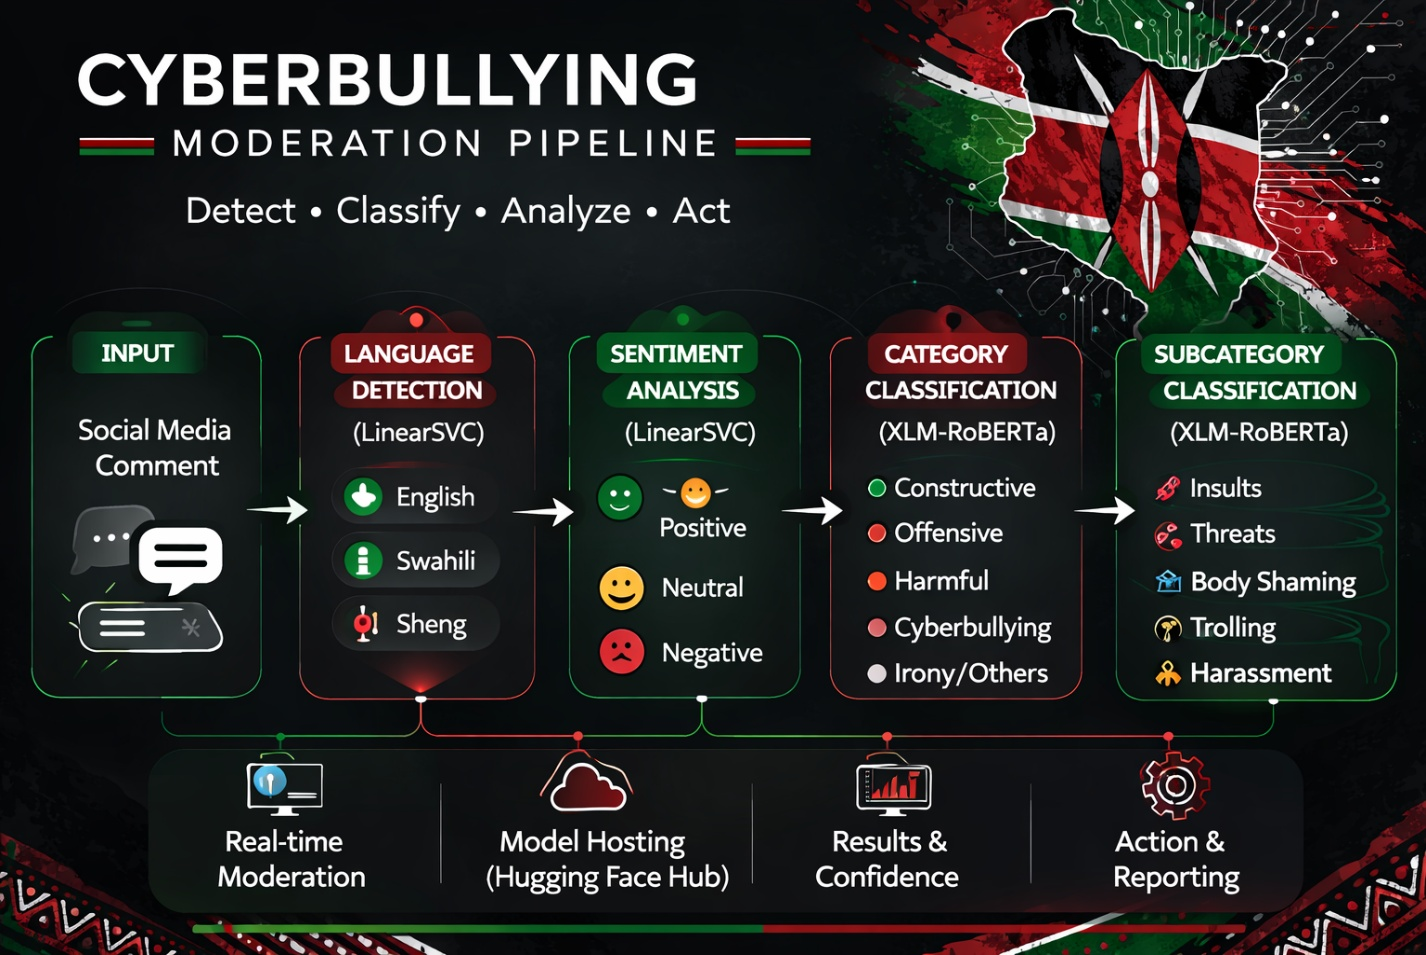 CYBERBULLYING
MODERATION PIPELINE
Detect • Classify • Analyze • Act
INPUT
Social Media
Comment
LANGUAGE
DETECTION
(LinearSVC)
English
Swahili
Sheng
SENTIMENT
ANALYSIS
(LinearSVC)
Positive
Neutral
Negative
CATEGORY
CLASSIFICATION
(XLM-RoBERTa)
Constructive
Offensive
Harmful
Cyberbullying
Irony/Others
SUBCATEGORY
CLASSIFICATION
(XLM-RoBERTa)
Insults
Threats
Body Shaming
Trolling
Harassment
Real-time
Moderation
Model Hosting
(Hugging Face Hub)
Results &
Confidence
Action &
Reporting